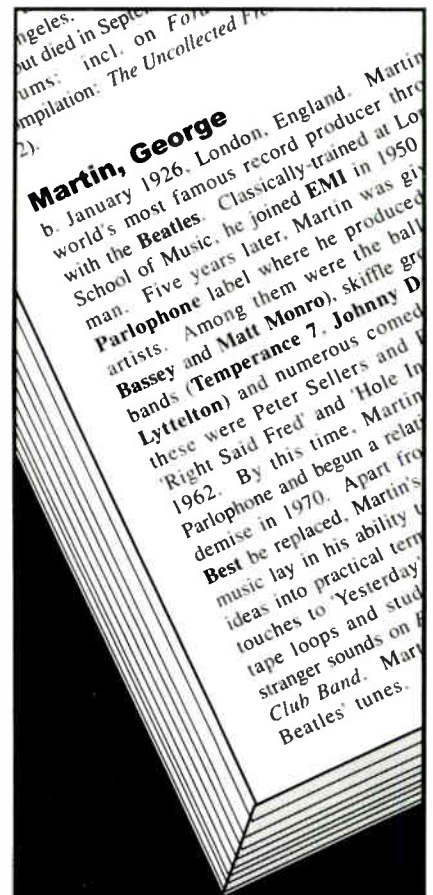 ngeles.
but died in Septe
ums: incl. on For
mpilation: The Uncollected Fre
2).
Martin, George
b. January 1926, London, England. Martin
world's most famous record producer thro
with the Beatles. Classically-trained at Lon
School of Music, he joined EMI in 1950
man. Five years later, Martin was giv
Parlophone label where he produced
artists. Among them were the ball
Bassey and Matt Monro), skiffle gro
bands (Temperance 7, Johnny D
Lyttelton) and numerous comed
these were Peter Sellers and
'Right Said Fred' and 'Hole In
1962. By this time, Martin
Parlophone and begun a relati
demise in 1970. Apart fro
Best be replaced, Martin's
music lay in his ability t
ideas into practical term
touches to 'Yesterday'
tape loops and stud
stranger sounds on
Club Band. Mart
Beatles' tunes.